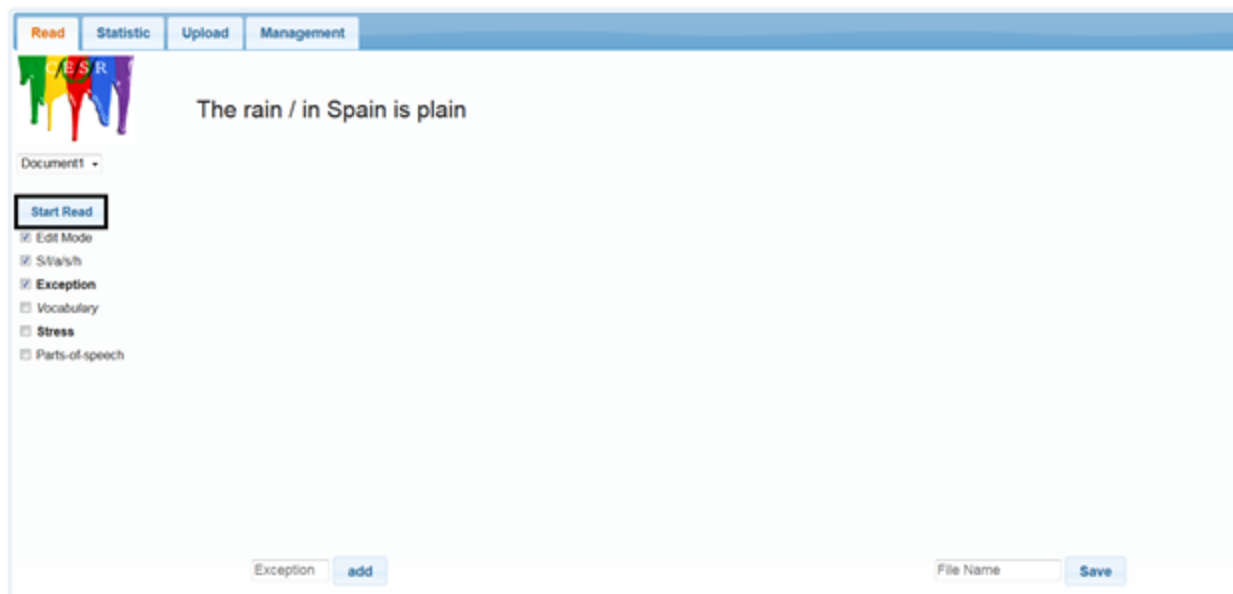 Read Statistic Upload Management
C/E/S/R
The rain / in Spain is plain
Document1
Start Read
Edit Mode
S/l/a/s/h
Exception
Vocabulary
Stress
Parts-of-speech
Exception add File Name Save